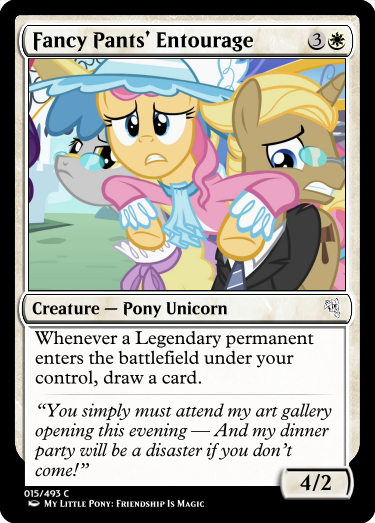 Fancy Pants' Entourage 3
Creature — Pony Unicorn
Whenever a Legendary permanent
enters the battlefield under your
control, draw a card.
“You simply must attend my art gallery
opening this evening — And my dinner
party will be a disaster if you don’t
come!”
4/2
015/493 C
My Little Pony: Friendship Is Magic